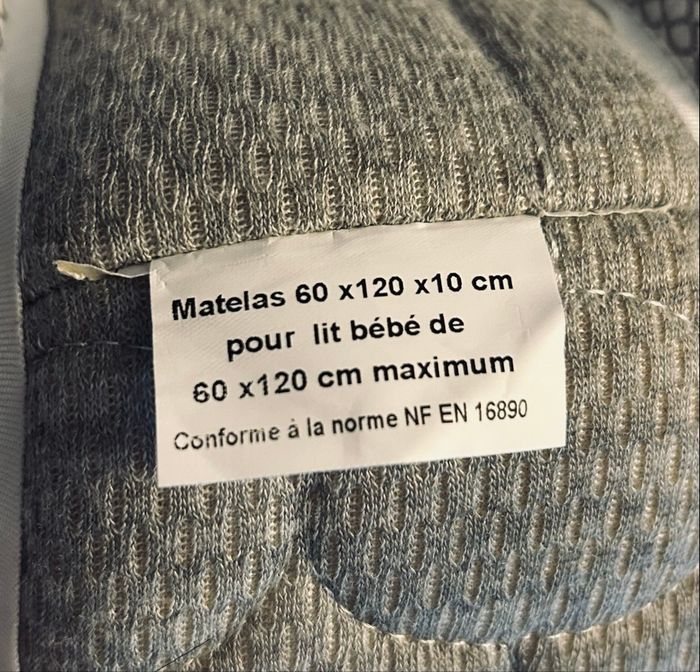 Matelas 60 x120 x10 cm
pour lit bébé de
60 x120 cm maximum
Conforme à la norme NF EN 16890